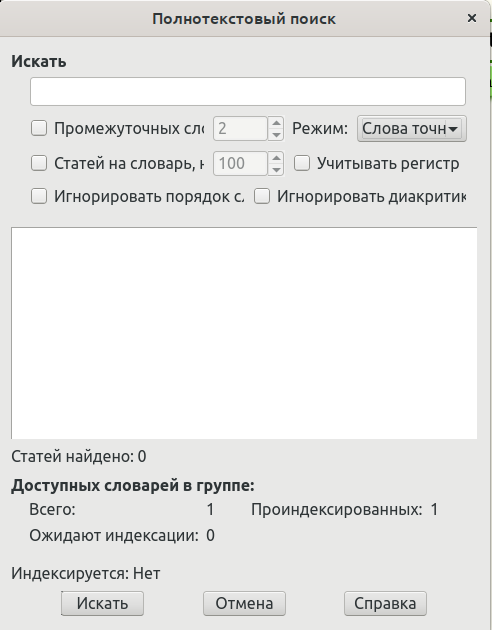 Полнотекстовый поиск
Искать
Промежуточных сло 2 Режим: Слова точн
Статей на словарь, н 100 Учитывать регистр
Игнорировать порядок с. Игнорировать диакритик
Статей найдено: 0
Доступных словарей в группе:
Всего: 1 Проиндексированных: 1
Ожидают индексации: 0
Индексируется: Нет
Искать Отмена Справка